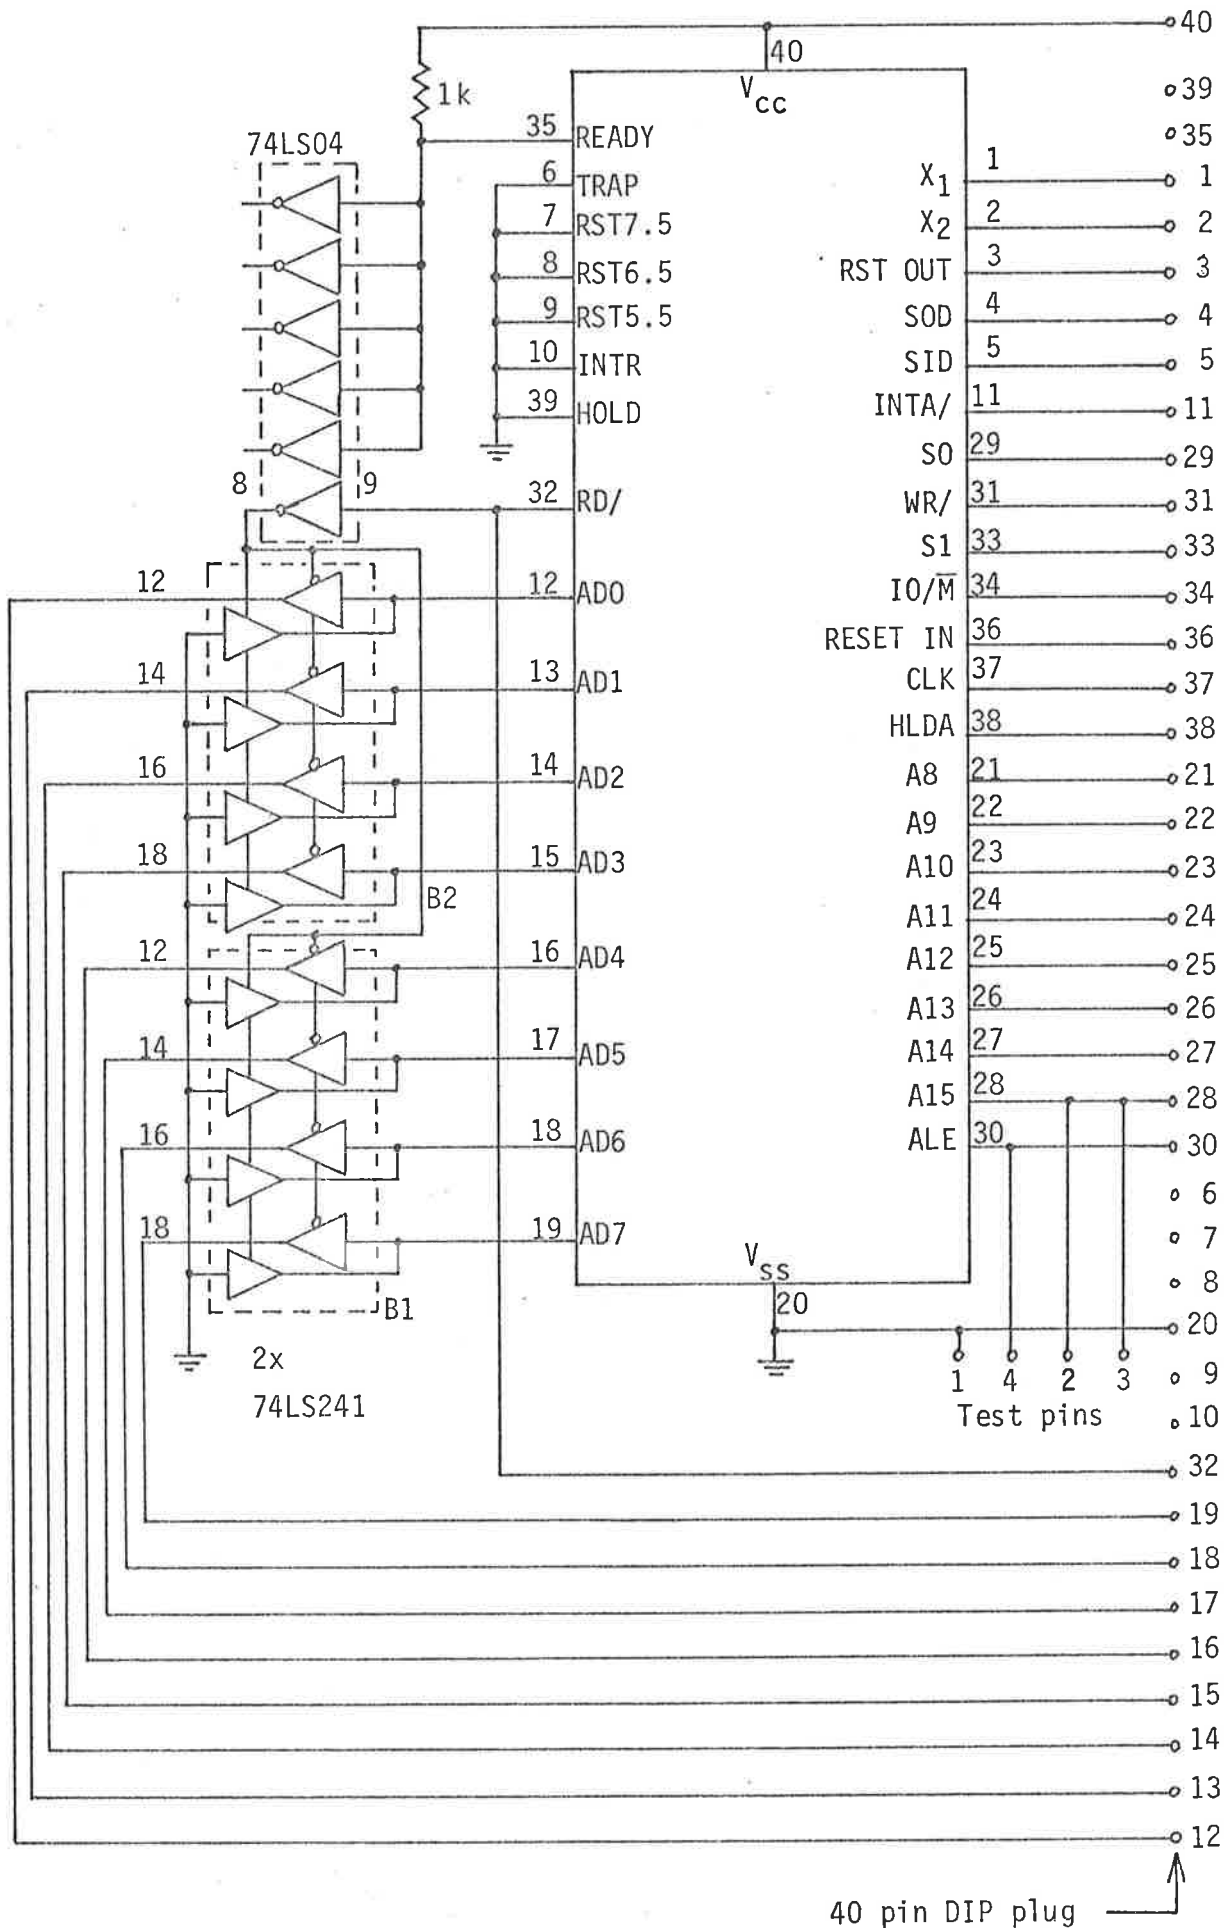 40
40
V CC
39
1k
35
35 READY
74LS04
6 TRAP
X1 1 1
7 RST7.5
X2 2 2
8 RST6.5
RST OUT 3 3
9 RST5.5
SOD 4 4
10 INTR
SID 5 5
39 HOLD
INTA/ 11 11
S0 29 29
8 9 32 RD/
WR/ 31 31
S1 33 33
12 12 AD0
IO/M̅ 34 34
RESET IN 36 36
14 13 AD1
CLK 37 37
HLDA 38 38
16 14 AD2
A8 21 21
A9 22 22
18 15 AD3
A10 23 23
B2
A11 24 24
12 16 AD4
A12 25 25
A13 26 26
14 17 AD5
A14 27 27
A15 28 28
16 18 AD6
ALE 30 30
6
18 19 AD7
7
V SS
8
B1
20
20
2x
74LS241
1 4 2 3
Test pins
9
10
32
19
18
17
16
15
14
13
12
40 pin DIP plug